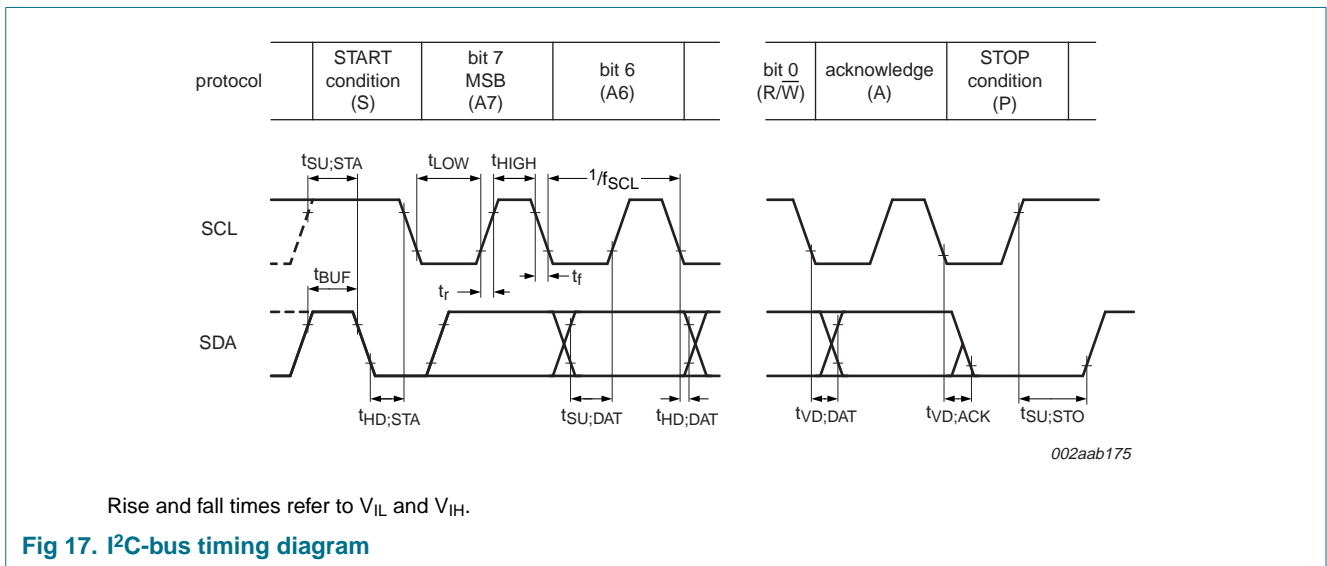 protocol
START
condition
(S)
bit 7
MSB
(A7)
bit 6
(A6)
bit 0
(R/W̅)
acknowledge
(A)
STOP
condition
(P)
tSU;STA
tLOW
tHIGH
1/fSCL
SCL
tBUF
tr
tf
SDA
tHD;STA
tSU;DAT
tHD;DAT
tVD;DAT
tVD;ACK
tSU;STO
002aab175
Rise and fall times refer to VIL and VIH.
Fig 17. I²C-bus timing diagram